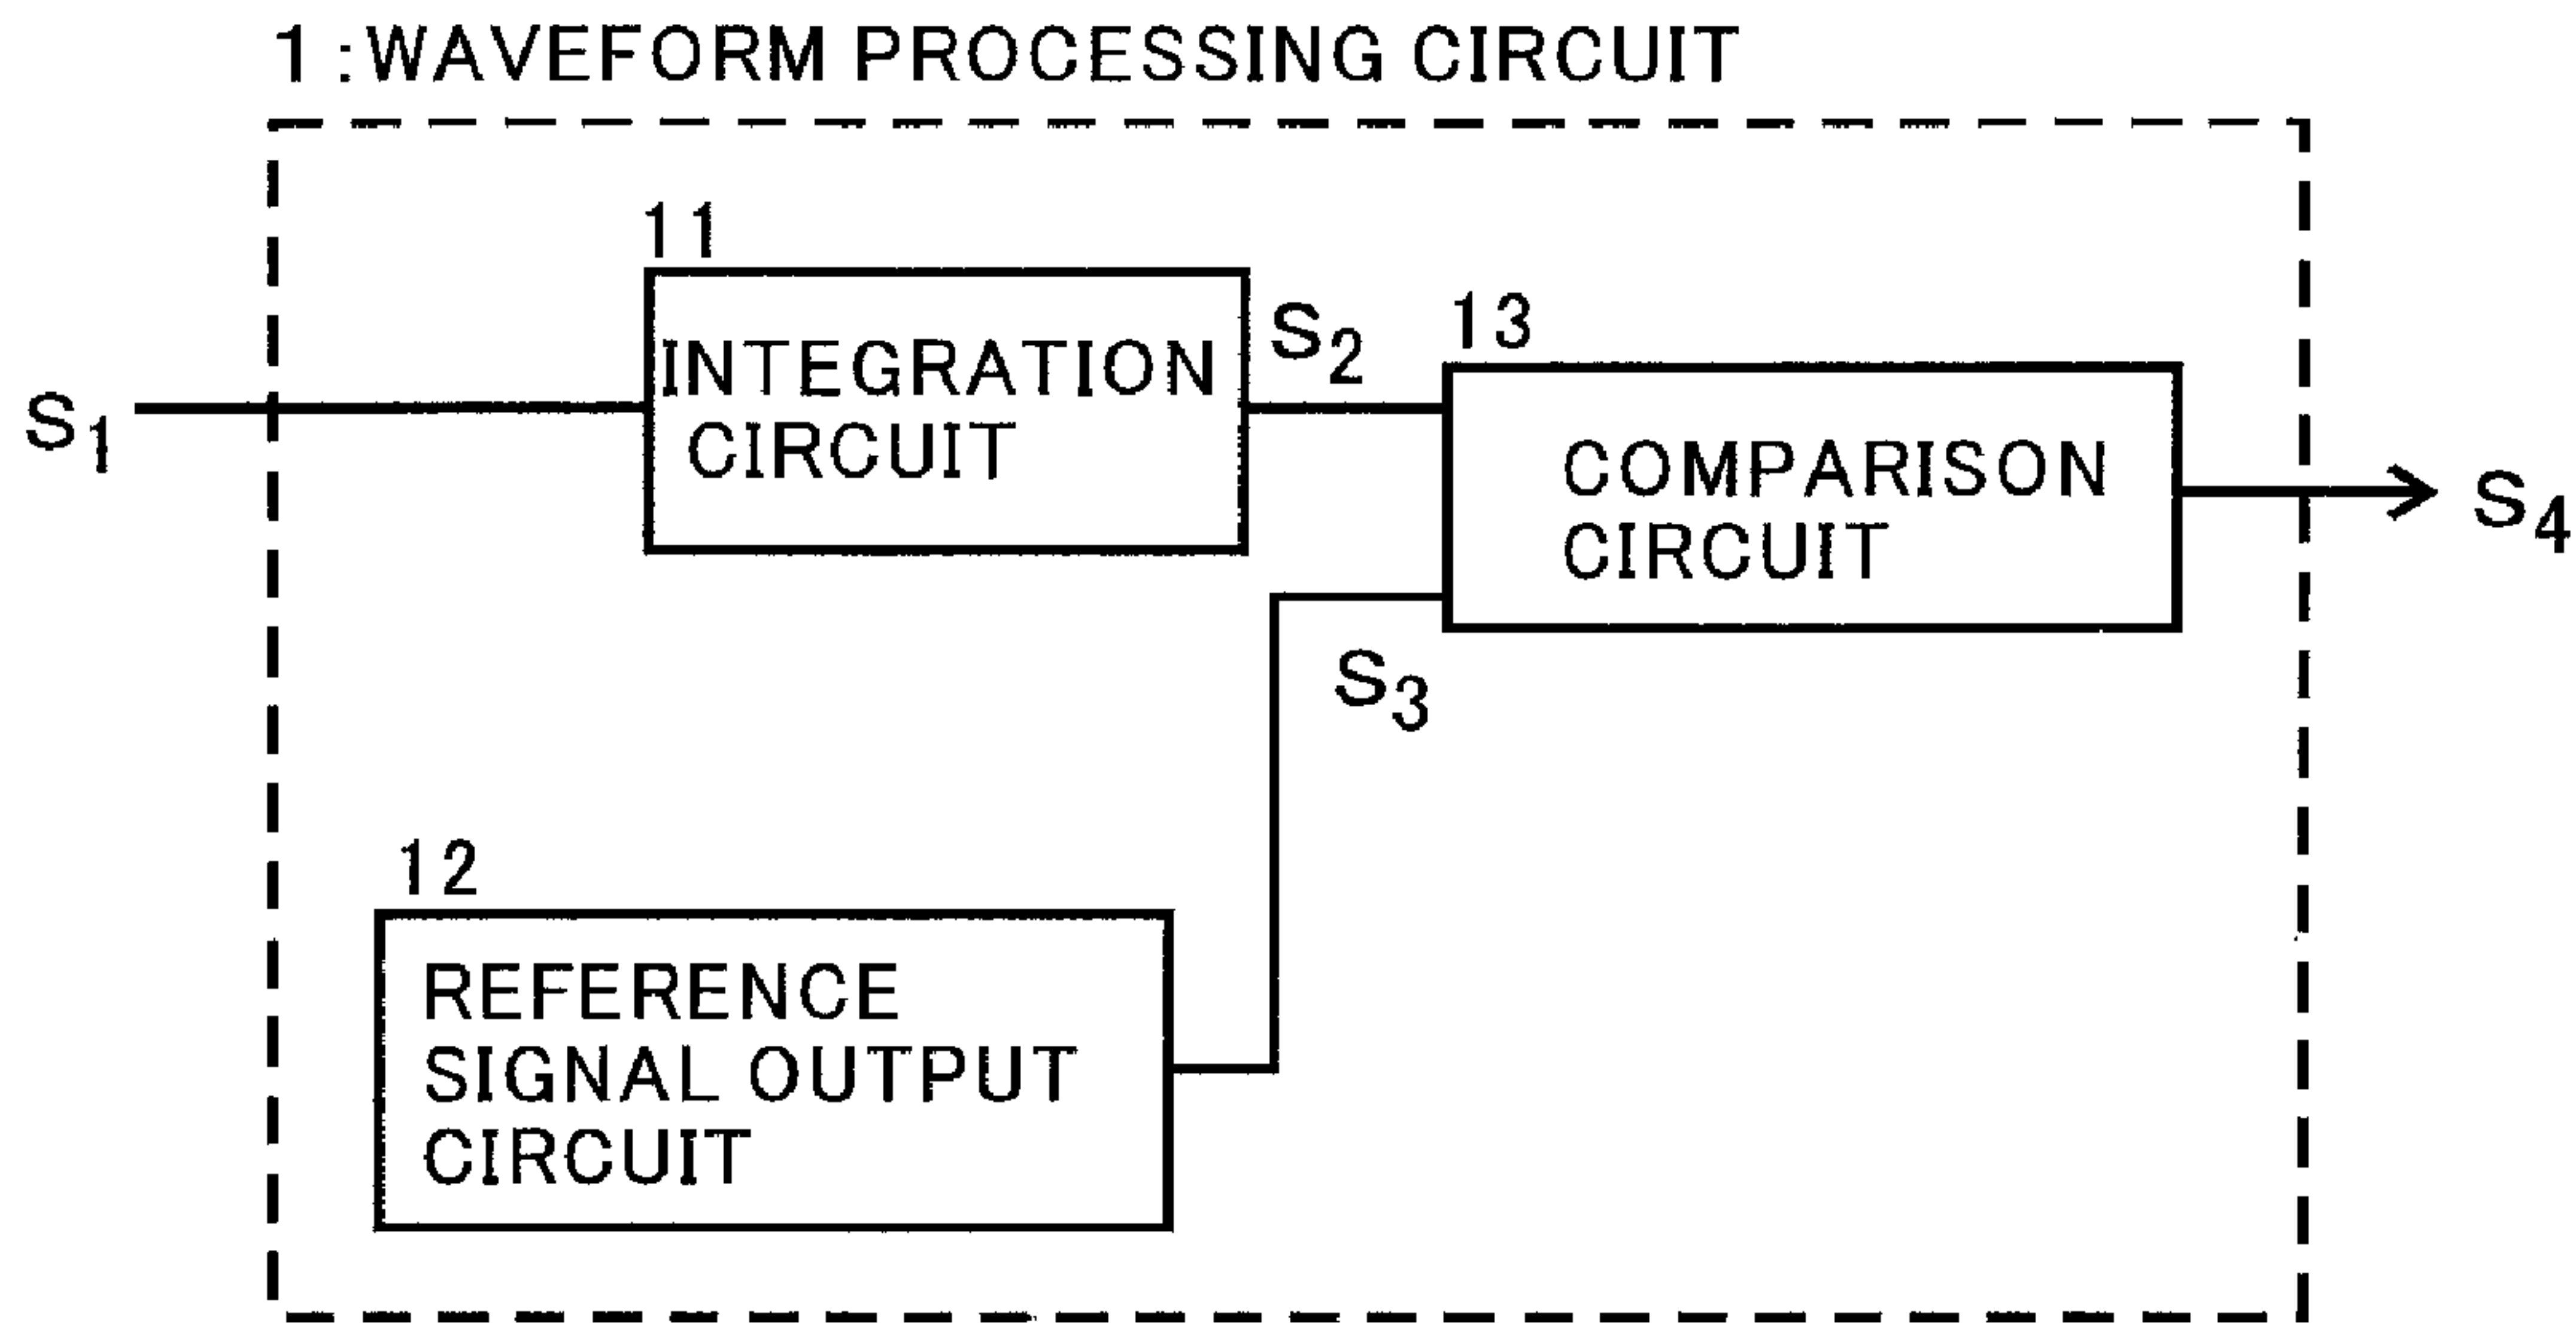 1:WAVEFORM PROCESSING CIRCUIT
11
INTEGRATION
CIRCUIT
S1
S2
13
COMPARISON
CIRCUIT
S4
S3
12
REFERENCE
SIGNAL OUTPUT
CIRCUIT